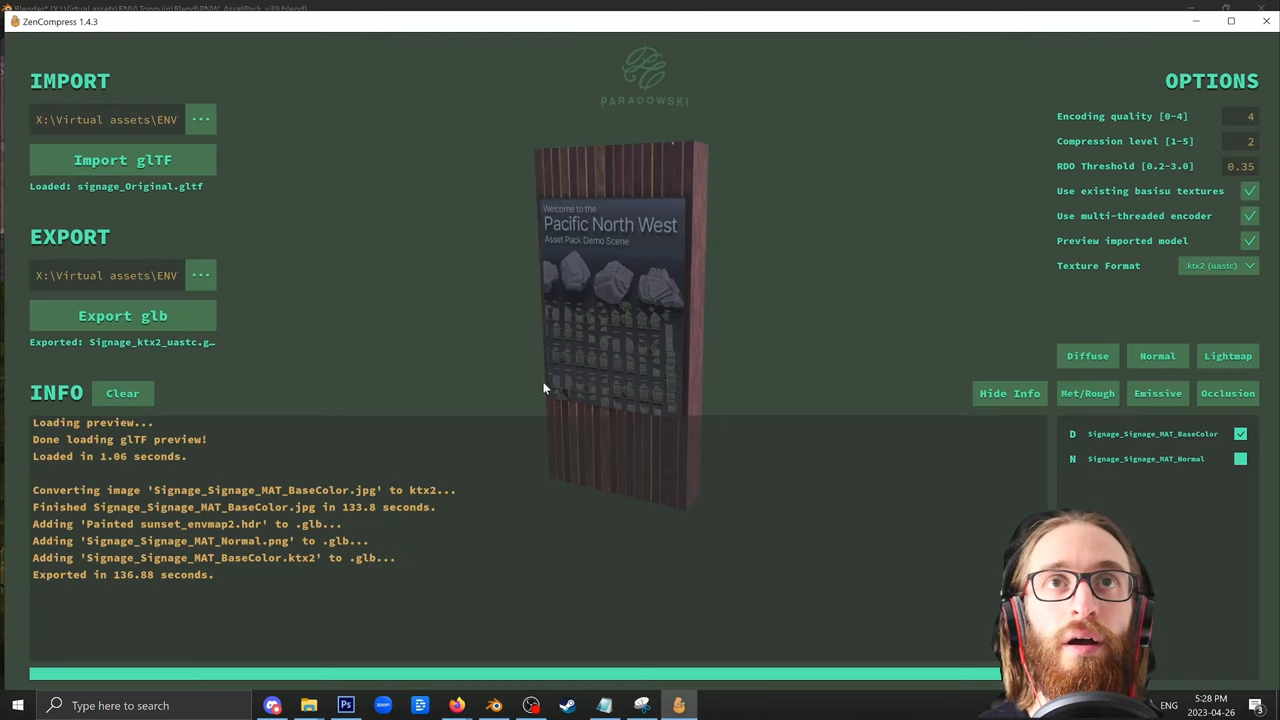 ZenCompress 1.4.3
PARADOWSKI
IMPORT
X:\Virtual assets\ENV
...
Import glTF
Loaded: signage_Original.gltf
EXPORT
X:\Virtual assets\ENV
...
Export glb
Exported: Signage_ktx2_uastc.g…
INFO
Clear
Loading preview...
Done loading glTF preview!
Loaded in 1.06 seconds.
Converting image 'Signage_Signage_MAT_BaseColor.jpg' to ktx2...
Finished Signage_Signage_MAT_BaseColor.jpg in 133.8 seconds.
Adding 'Painted sunset_envmap2.hdr' to .glb...
Adding 'Signage_Signage_MAT_Normal.png' to .glb...
Adding 'Signage_Signage_MAT_BaseColor.ktx2' to .glb...
Exported in 136.88 seconds.
Welcome to the
Pacific North West
Asset Pack Demo Scene
OPTIONS
Encoding quality [0-4] 4
Compression level [1-5] 2
RDO Threshold [0.2-3.0] 0.35
Use existing basisu textures
Use multi-threaded encoder
Preview imported model
Texture Format .ktx2 (uastc)
Diffuse Normal Lightmap
Hide Info Met/Rough Emissive Occlusion
D Signage_Signage_MAT_BaseColor
N Signage_Signage_MAT_Normal
Type here to search
Ps
zoom
ENG
5:28 PM
2023-04-26
3